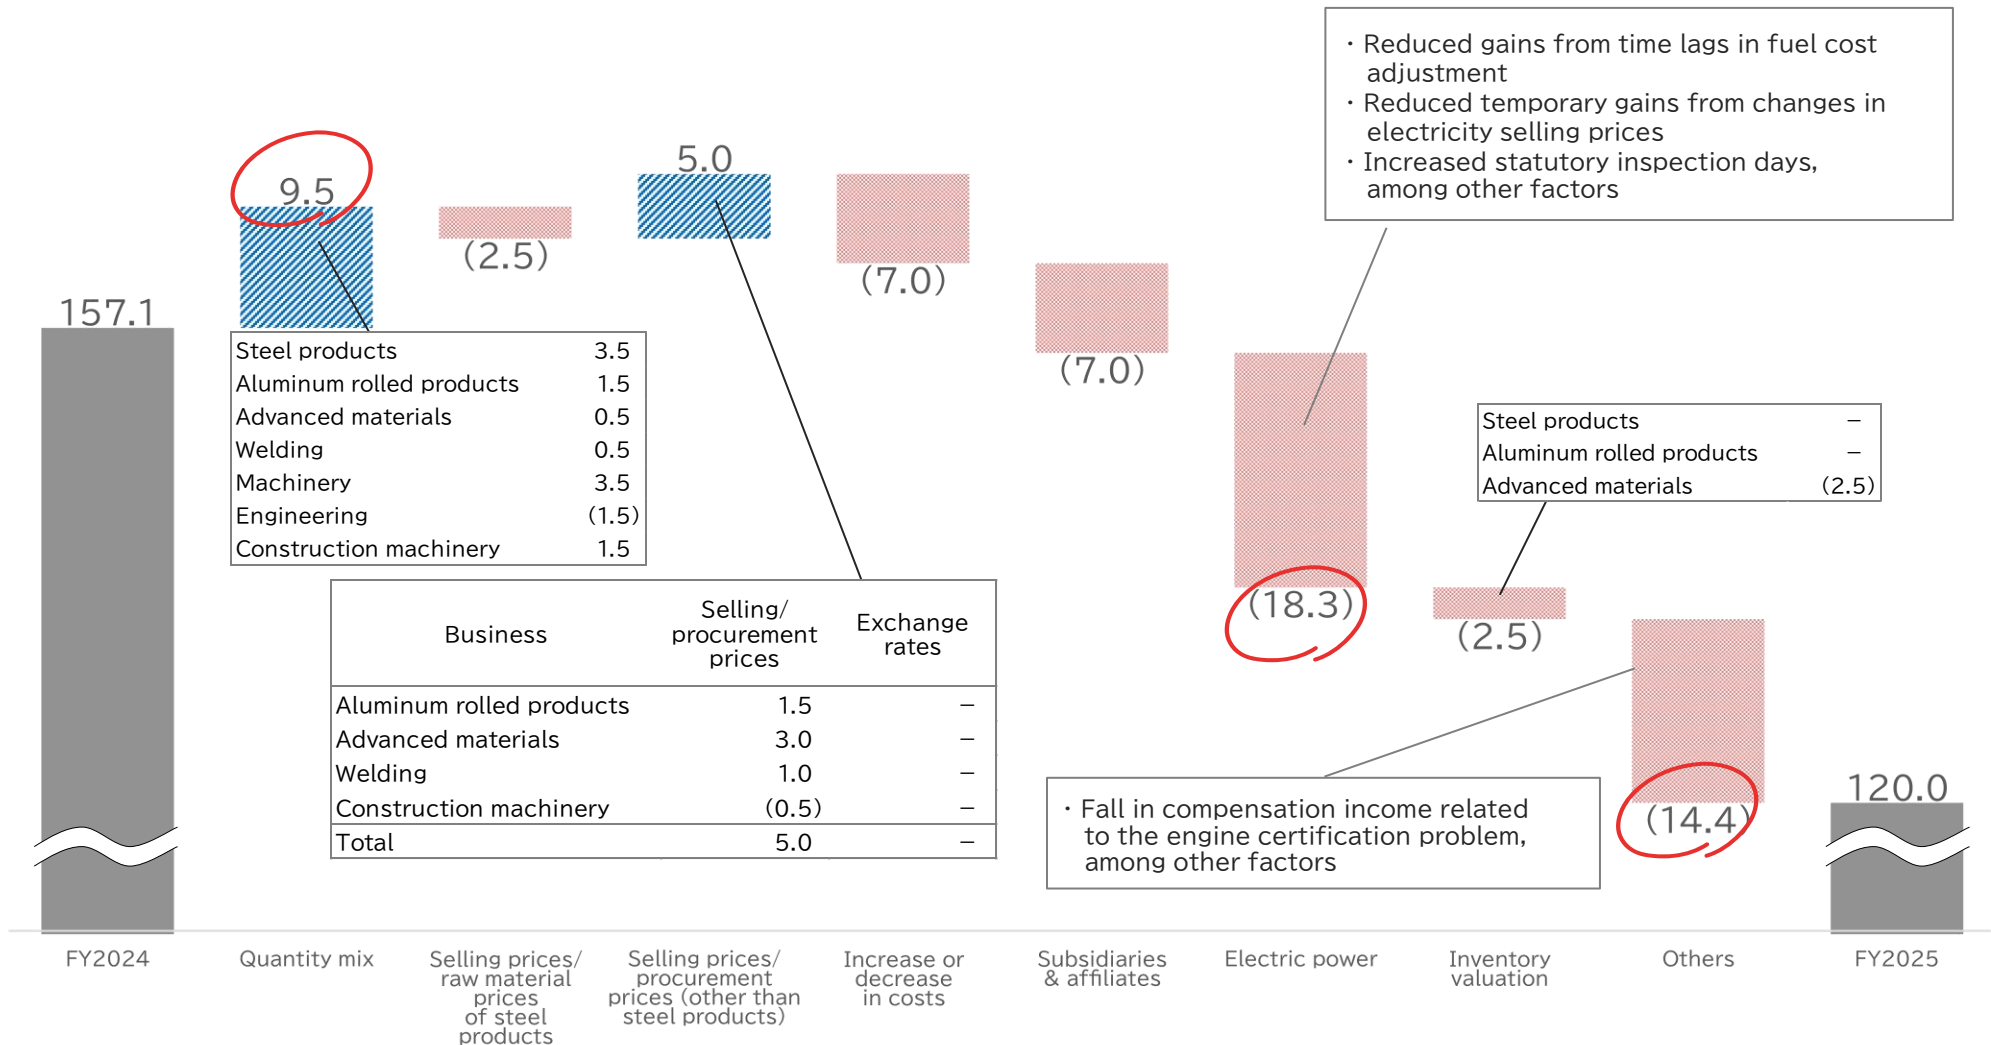 ・Reduced gains from time lags in fuel cost
adjustment
・Reduced temporary gains from changes in
electricity selling prices
・Increased statutory inspection days,
among other factors
157.1
9.5
(2.5)
5.0
(7.0)
(7.0)
(18.3)
(2.5)
(14.4)
120.0
Steel products 3.5
Aluminum rolled products 1.5
Advanced materials 0.5
Welding 0.5
Machinery 3.5
Engineering (1.5)
Construction machinery 1.5
Steel products －
Aluminum rolled products －
Advanced materials (2.5)
Business
Selling/
procurement
prices
Exchange
rates
Aluminum rolled products 1.5 －
Advanced materials 3.0 －
Welding 1.0 －
Construction machinery (0.5) －
Total 5.0 －
・Fall in compensation income related
to the engine certification problem,
among other factors
FY2024
Quantity mix
Selling prices/
raw material
prices
of steel
products
Selling prices/
procurement
prices (other than
steel products)
Increase or
decrease
in costs
Subsidiaries
& affiliates
Electric power
Inventory
valuation
Others
FY2025